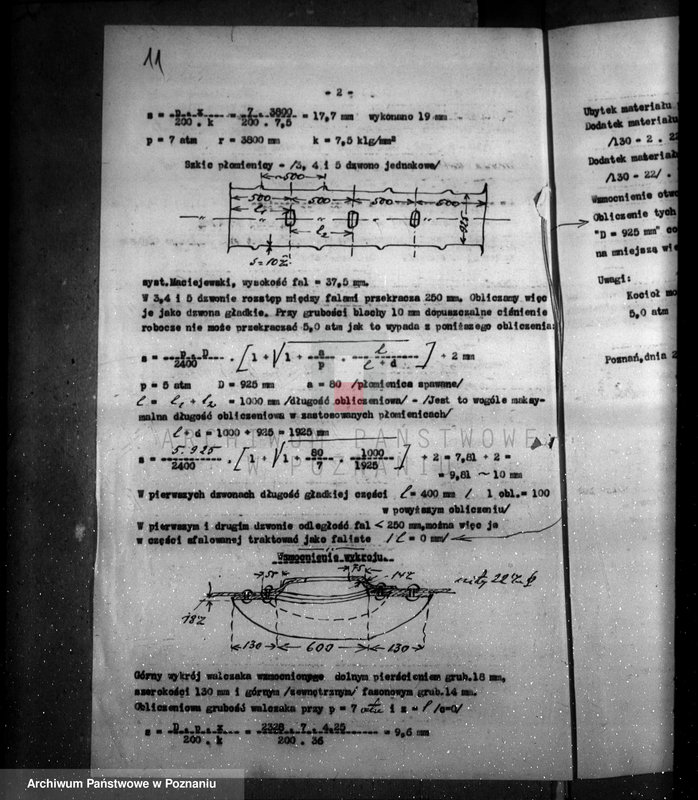 11
- 2 -
s = p . r / 200 . k = 7 . 3800 / 200 . 7,5 = 17,7 mm wykonano 19 mm
p = 7 atm r = 3800 mm k = 7,5 klg/mm²
Szkic płomienicy - /3, 4 i 5 dzwono jednakowe/
500
500 500 500 500
l₁
l₂
925
s=10
syst.Maciejewski, wysokość fal = 37,5 mm.
W 3,4 i 5 dzwonie rozstęp między falami przekracza 250 mm. Obliczamy więc
je jako dzwona gładkie. Przy grubości blachy 10 mm dopuszczalne ciśnienie
robocze nie może przekraczać 5,0 atm jak to wypada z poniższego obliczenia:
s = p . D / 2400 . [ 1 + √ 1 + a / p . l / l + d ] + 2 mm
p = 5 atm D = 925 mm a = 80 /płomienica spawana/
l = l₁ + l₂ = 1000 mm /długość obliczeniowa/ - /Jest to wogóle maksy-
malna długość obliczeniowa w zastosowanych płomienicach/
l + d = 1000 + 925 = 1925 mm
ARCHIWUM PAŃSTWOWE
W POZNANIU
s = 5.925 / 2400 . [ 1 + √ 1 + 80 / 7 . 1000 / 1925 ] + 2 = 7,81 + 2 =
= 9,81 ~ 10 mm
W pierwszych dzwonach długość gładkiej części l = 400 mm / l obl.= 100
w powyższym obliczeniu/
W pierwszym i drugim dzwonie odległość fal < 250 mm,można więc je
w części sfalowanej traktować jako faliste /l = 0 mm/
Wzmocnienie wykroju.
75
nity 22
18
130 600 130
Górny wykrój walczaka wzmocnionego dolnym pierścieniem grub.18 mm,
szerokości 130 mm i górnym /zewnętrznym/ fasonowym grub.14 mm.
Obliczeniowa grubość walczaka przy p = 7 i z = 1 /c=0/
s = D . p . x / 200 . k = 2328 . 7 . 4,25 / 200 . 36 = 9,6 mm
Ubytek materiału
Dodatek materiału
/130 - 2 . 22
Dodatek materiału
/130 - 22/ .
Wzmocnienie otwo
Obliczenie tych
"D = 925 mm" co
na mniejszą wie
Uwagi:
Kocioł mo
5,0 atm
Poznań,dnia 2
Archiwum Państwowe w Poznaniu